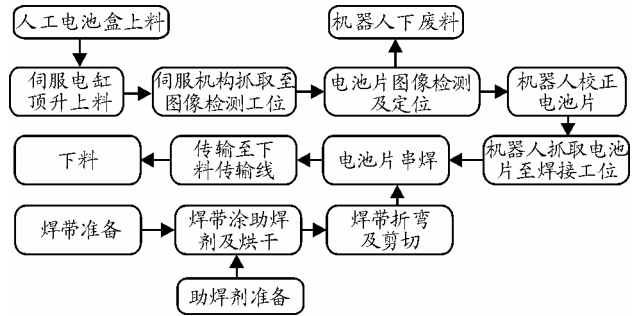 人工电池盒上料
机器人下废料
伺服电缸
顶升上料
伺服机构抓取至
图像检测工位
电池片图像检测
及定位
机器人校正
电池片
下料
传输至下
料传输线
电池片串焊
机器人抓取电池
片至焊接工位
焊带准备
焊带涂助焊
剂及烘干
焊带折弯
及剪切
助焊剂准备